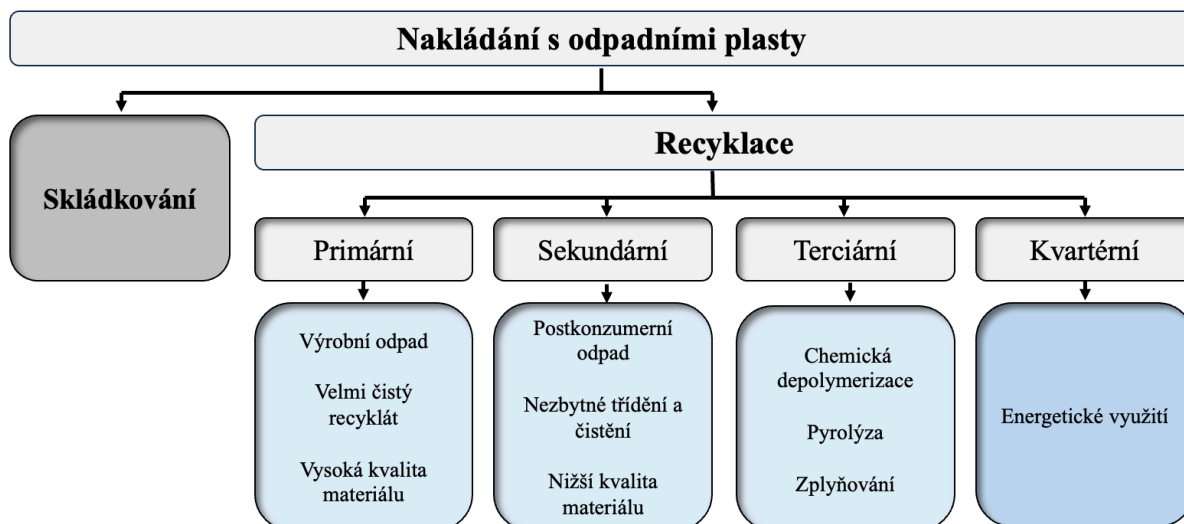 Nakládání s odpadními plasty
Skládkování
Recyklace
Primární
Sekundární
Terciární
Kvartérní
Výrobní odpad
Velmi čistý
recyklát
Vysoká kvalita
materiálu
Postkonzumerní
odpad
Nezbytné třídění a
čistění
Nižší kvalita
materiálu
Chemická
depolymerizace
Pyrolýza
Zplyňování
Energetické využití